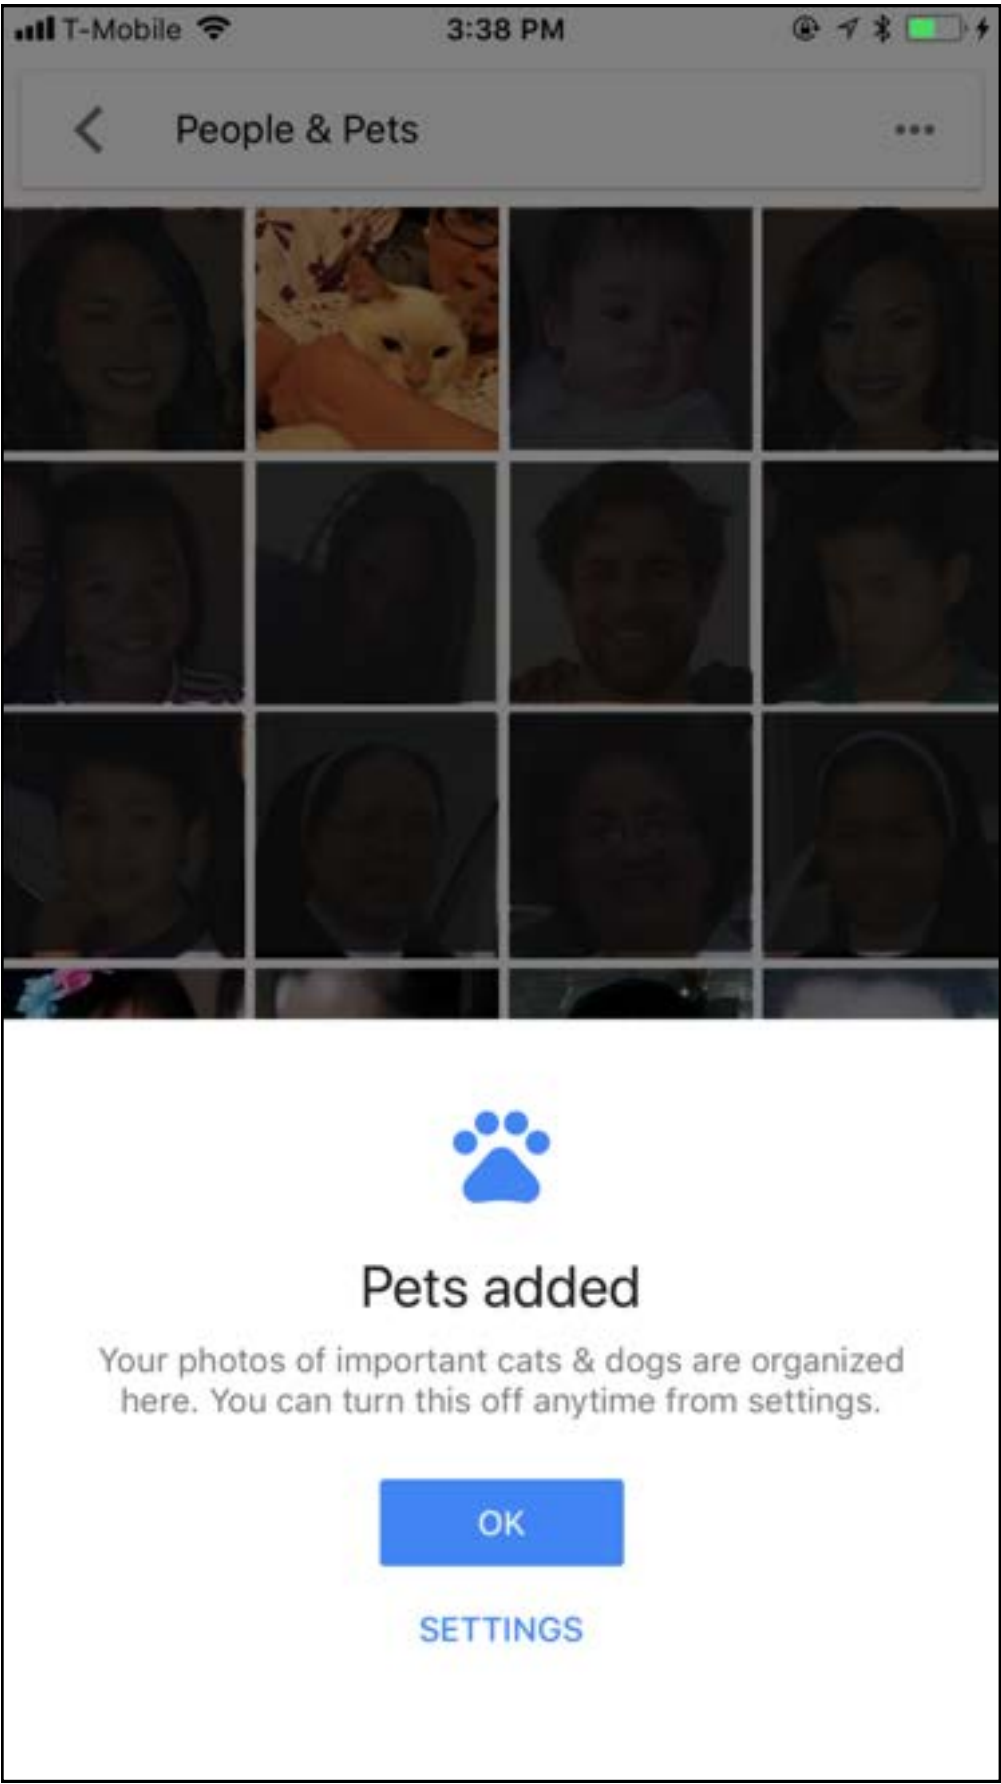 T-Mobile 3:38 PM
People & Pets
Pets added
Your photos of important cats & dogs are organized
here. You can turn this off anytime from settings.
OK
SETTINGS